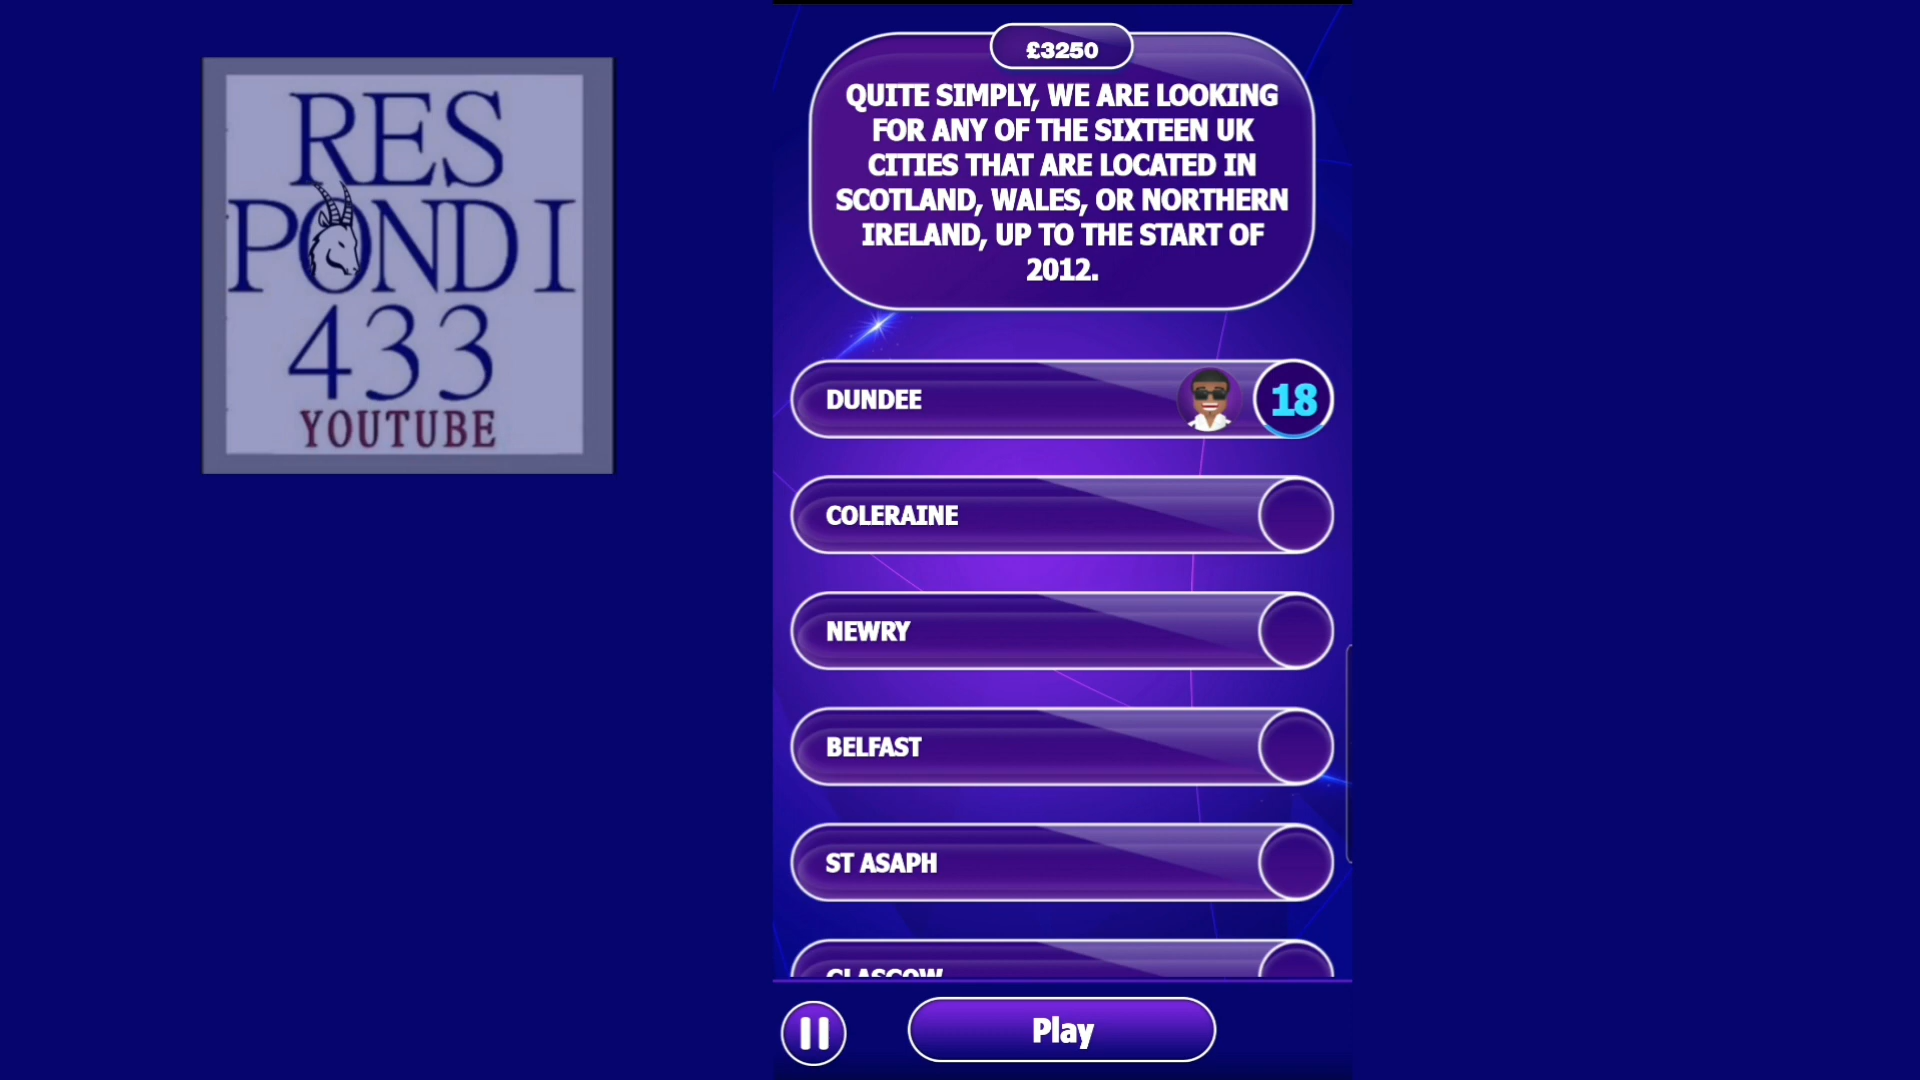 RES
PONDI
433
YOUTUBE
£3250
QUITE SIMPLY, WE ARE LOOKING
FOR ANY OF THE SIXTEEN UK
CITIES THAT ARE LOCATED IN
SCOTLAND, WALES, OR NORTHERN
IRELAND, UP TO THE START OF
2012.
DUNDEE 18
COLERAINE
NEWRY
BELFAST
ST ASAPH
GLASGOW
Play